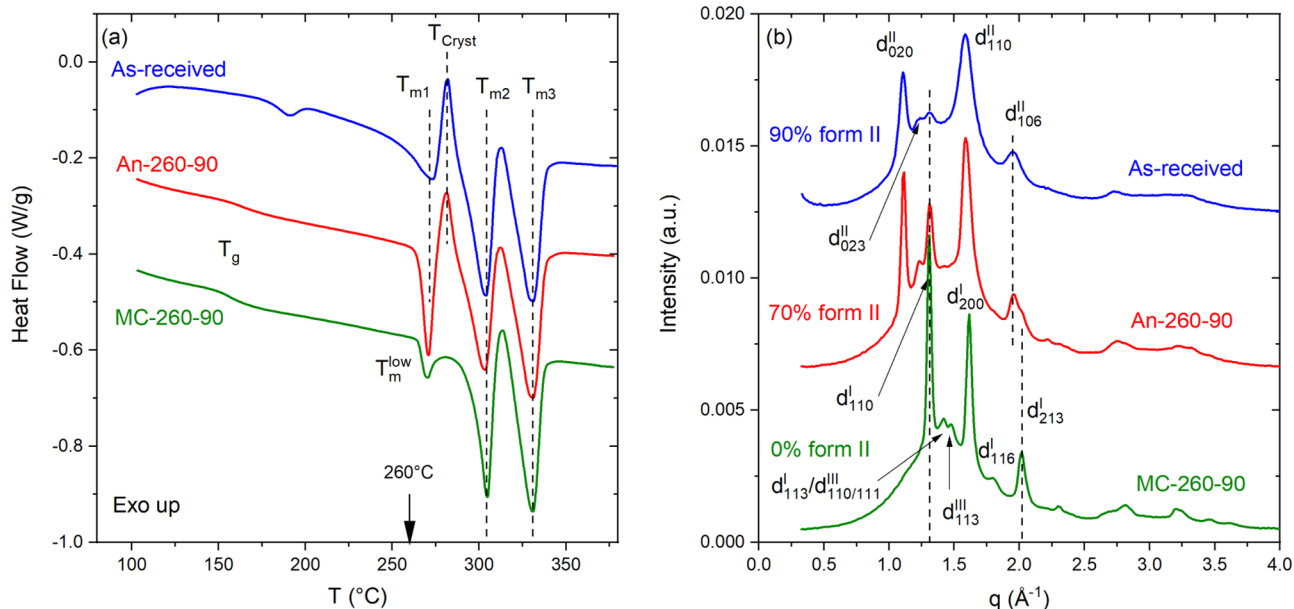 (a)
T_Cryst
As-received
T_m1
T_m2
T_m3
An-260-90
T_g
MC-260-90
T_m^low
260°C
Exo up
0.0
-0.2
-0.4
-0.6
-0.8
-1.0
100 150 200 250 300 350
T (°C)
Heat Flow (W/g)
(b)
d^II_020
d^II_110
d^II_106
90% form II
As-received
d^II_023
d^I_200
70% form II
An-260-90
d^I_110
d^I_213
0% form II
d^I_116
MC-260-90
d^I_113/d^III_110/111
d^III_113
0.020
0.015
0.010
0.005
0.000
0.0 0.5 1.0 1.5 2.0 2.5 3.0 3.5 4.0
q (Å⁻¹)
Intensity (a.u.)